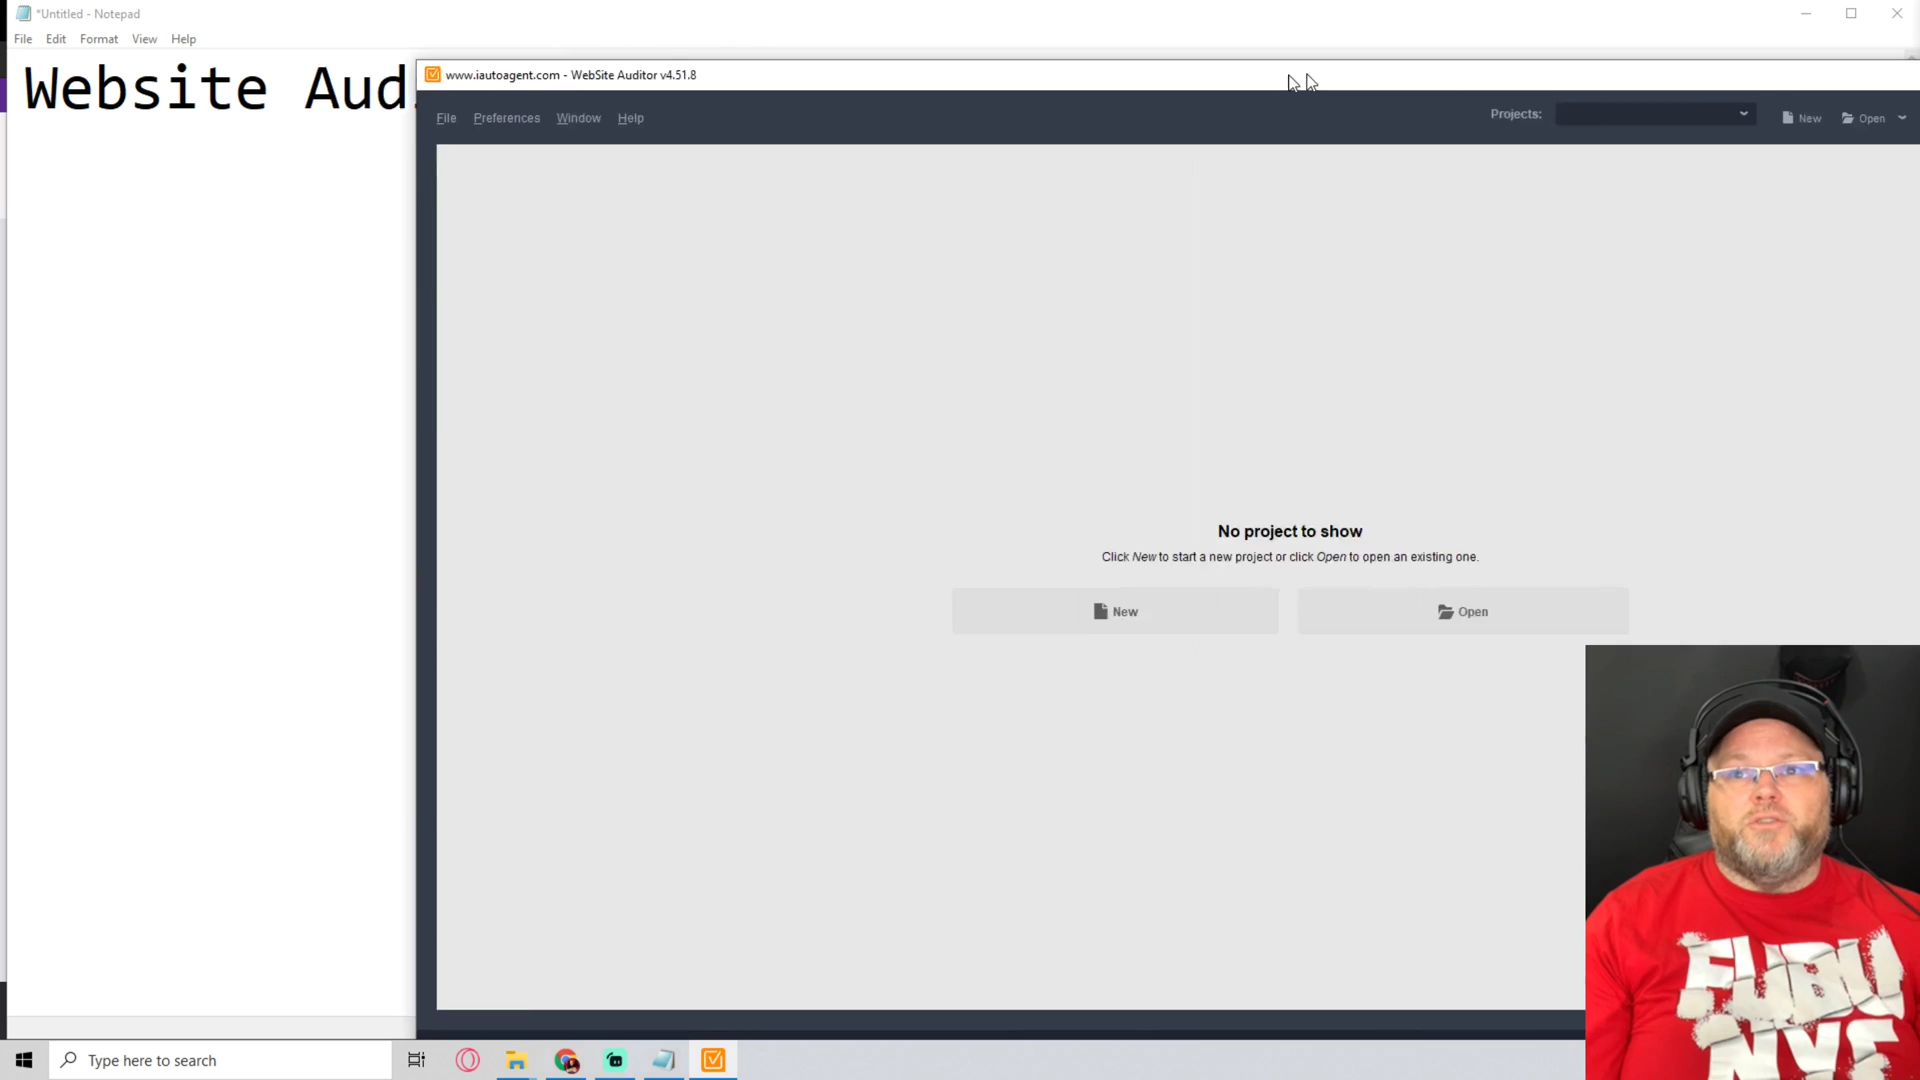 *Untitled - Notepad
File Edit Format View Help
Website Aud
www.iautoagent.com - WebSite Auditor v4.51.8
File Preferences Window Help
Projects:
New Open
No project to show
Click New to start a new project or click Open to open an existing one.
New Open
FUBU
NYC
Type here to search